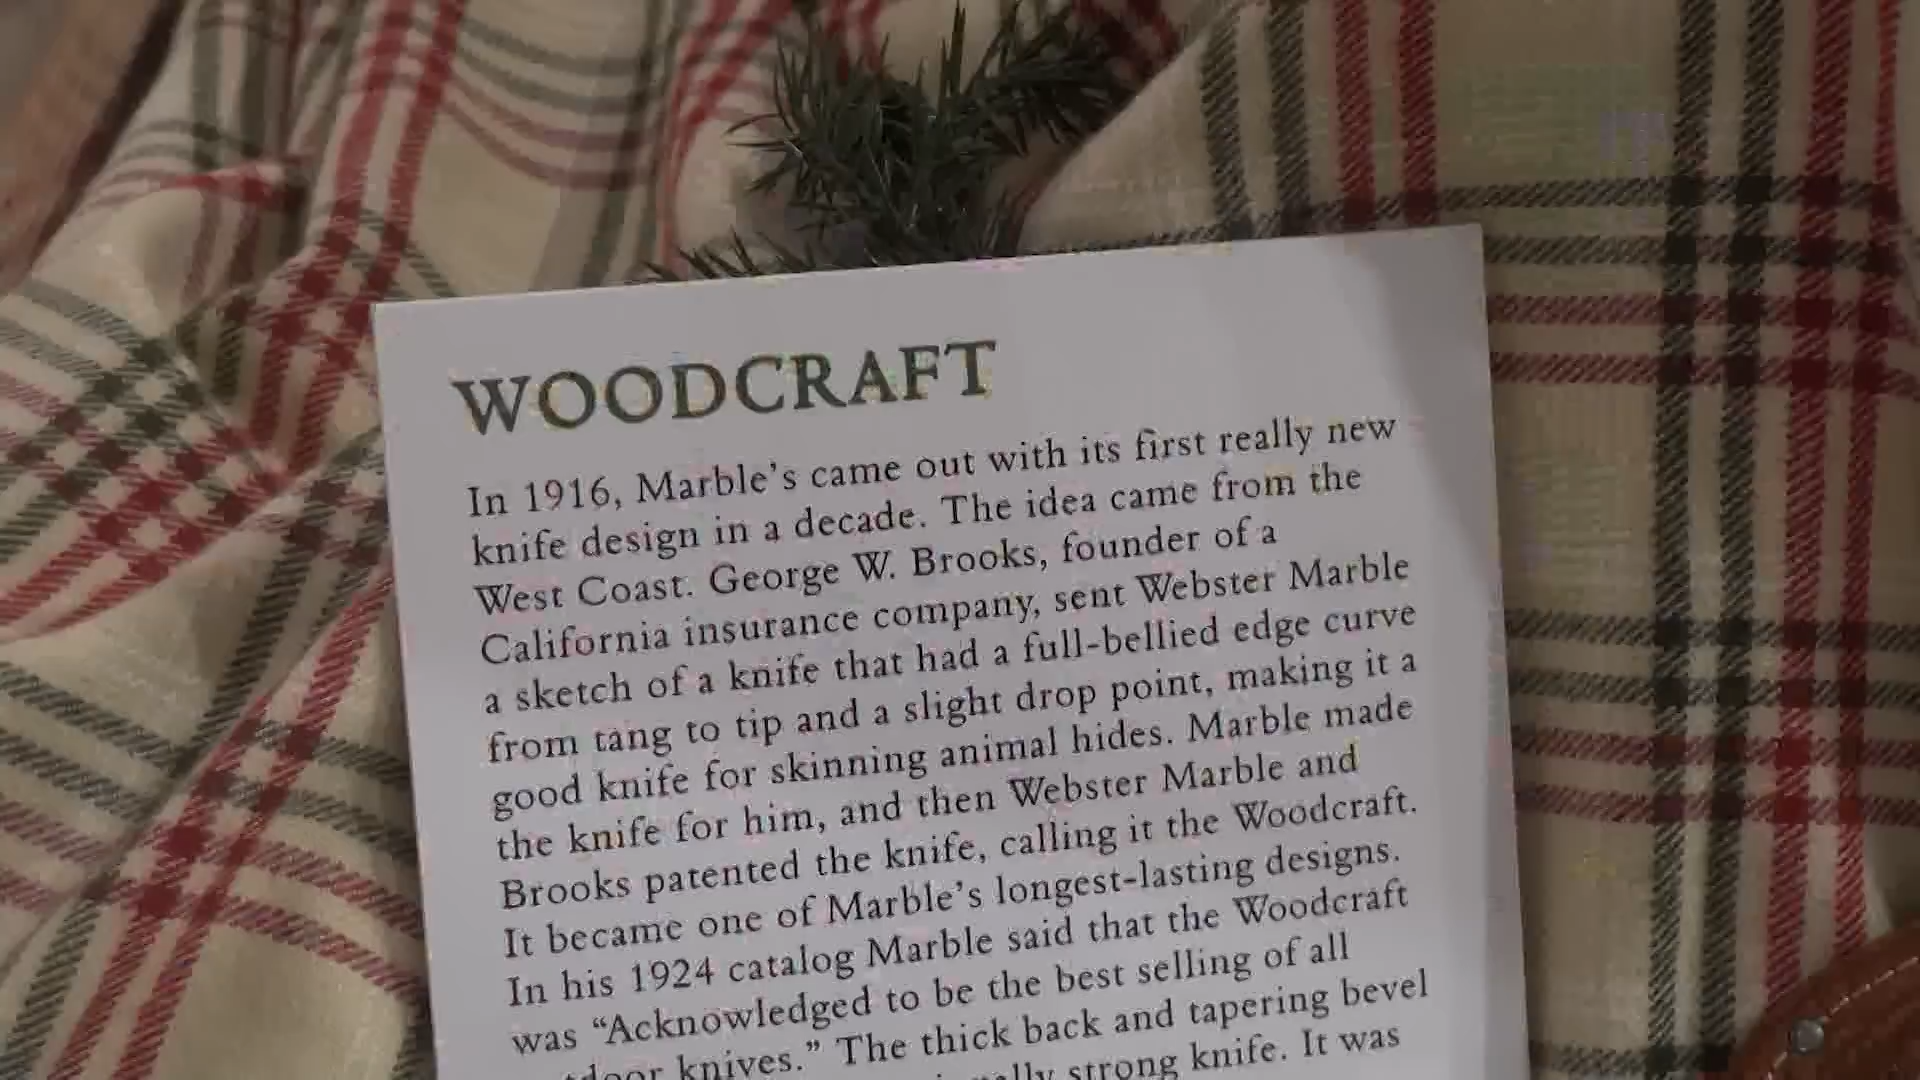 WOODCRAFT
In 1916, Marble's came out with its first really new
knife design in a decade. The idea came from the
West Coast. George W. Brooks, founder of a
California insurance company, sent Webster Marble
a sketch of a knife that had a full-bellied edge curve
from tang to tip and a slight drop point, making it a
good knife for skinning animal hides. Marble made
the knife for him, and then Webster Marble and
Brooks patented the knife, calling it the Woodcraft.
It became one of Marble's longest-lasting designs.
In his 1924 catalog Marble said that the Woodcraft
was “Acknowledged to be the best selling of all
knives.” The thick back and tapering bevel
strong knife. It was